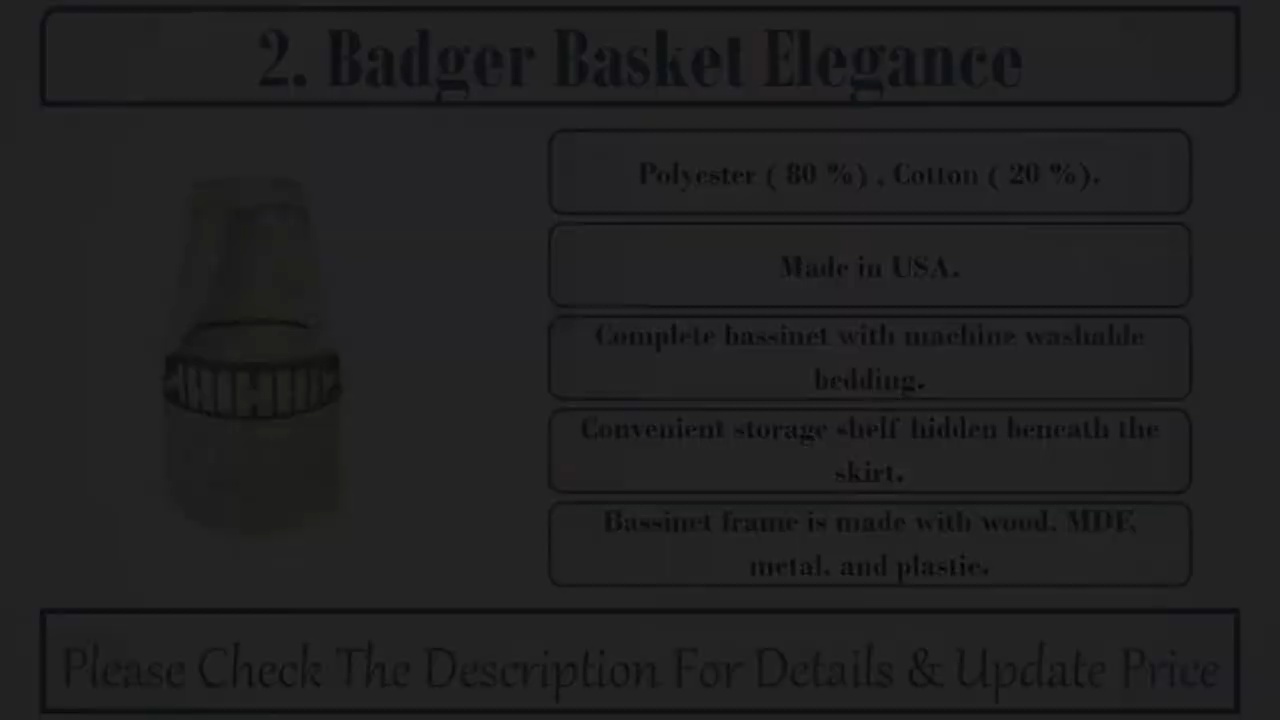 2. Badger Basket Elegance
Polyester ( 80 %) , Cotton ( 20 %).
Made in USA.
Complete bassinet with machine washable
bedding.
Convenient storage shelf hidden beneath the
skirt.
Bassinet frame is made with wood, MDF,
metal, and plastic.
Please Check The Description For Details & Update Price